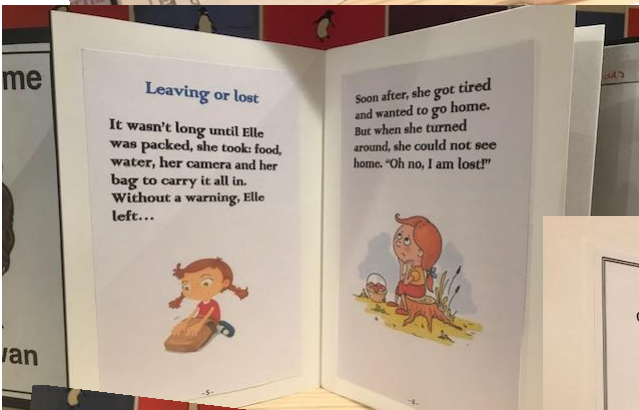 me
van
Leaving or lost
It wasn't long until Elle
was packed, she took: food,
water, her camera and her
bag to carry it all in.
Without a warning, Elle
left...
-5-
Soon after, she got tired
and wanted to go home.
But when she turned
around, she could not see
home. "Oh no, I am lost!"
-6-